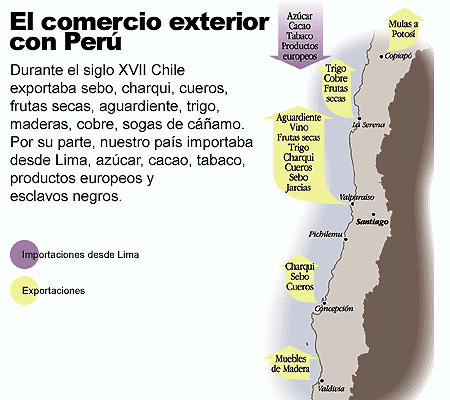 El comercio exterior
con Perú
Durante el siglo XVII Chile
exportaba sebo, charqui, cueros,
frutas secas, aguardiente, trigo,
maderas, cobre, sogas de cáñamo.
Por su parte, nuestro país importaba
desde Lima, azúcar, cacao, tabaco,
productos europeos y
esclavos negros.
Importaciones desde Lima
Exportaciones
Azúcar
Cacao
Tabaco
Productos
europeos
Mulas a
Potosí
Copiapó
Trigo
Cobre
Frutas
secas
La Serena
Aguardiente
Vino
Frutas secas
Trigo
Charqui
Cueros
Sebo
Jarcias
Valparaíso
Santiago
Pichilemu
Charqui
Sebo
Cueros
Concepción
Muebles
de Madera
Valdivia